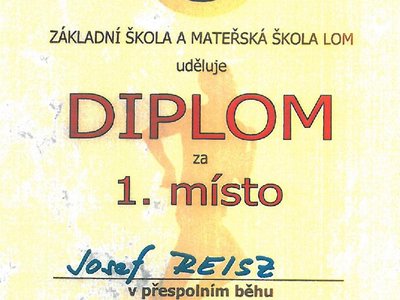 ZÁKLADNÍ ŠKOLA A MATEŘSKÁ ŠKOLA LOM
uděluje
DIPLOM
za
1. místo
Josef REISZ
v přespolním běhu